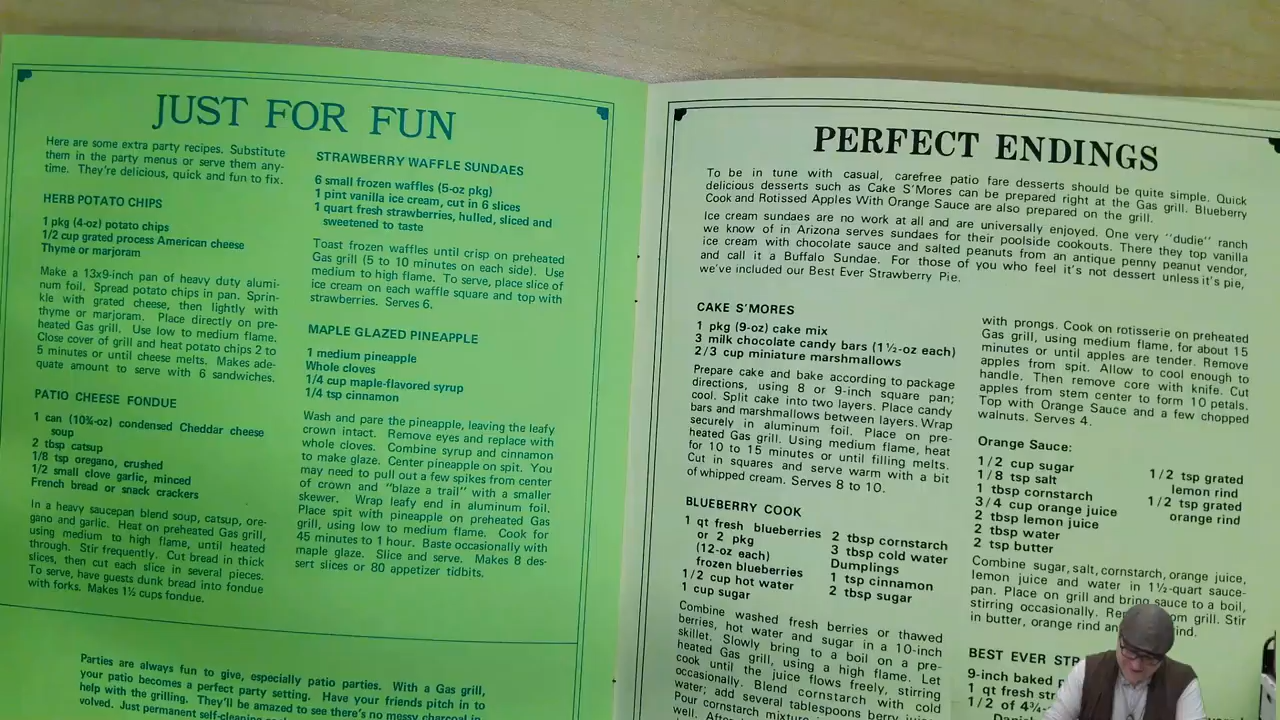 JUST FOR FUN
Here are some extra party recipes. Substitute
them in the party menus or serve them any-
time. They're delicious, quick and fun to fix.
HERB POTATO CHIPS
1 pkg (4-oz) potato chips
1/2 cup grated process American cheese
Thyme or marjoram
Make a 13x9-inch pan of heavy duty alumi-
num foil. Spread potato chips in pan. Sprin-
kle with grated cheese, then lightly with
thyme or marjoram. Place directly on pre-
heated Gas grill. Use low to medium flame.
Close cover of grill and heat potato chips 2 to
5 minutes or until cheese melts. Makes ade-
quate amount to serve with 6 sandwiches.
PATIO CHEESE FONDUE
1 can (10¾-oz) condensed Cheddar cheese
soup
2 tbsp catsup
1/8 tsp oregano, crushed
1/2 small clove garlic, minced
French bread or snack crackers
In a heavy saucepan blend soup, catsup, ore-
gano and garlic. Heat on preheated Gas grill,
using medium to high flame, until heated
through. Stir frequently. Cut bread in thick
slices, then cut each slice in several pieces.
To serve, have guests dunk bread into fondue
with forks. Makes 1½ cups fondue.
STRAWBERRY WAFFLE SUNDAES
6 small frozen waffles (5-oz pkg)
1 pint vanilla ice cream, cut in 6 slices
1 quart fresh strawberries, hulled, sliced and
sweetened to taste
Toast frozen waffles until crisp on preheated
Gas grill (5 to 10 minutes on each side). Use
medium to high flame. To serve, place slice of
ice cream on each waffle square and top with
strawberries. Serves 6.
MAPLE GLAZED PINEAPPLE
1 medium pineapple
Whole cloves
1/4 cup maple-flavored syrup
1/4 tsp cinnamon
Wash and pare the pineapple, leaving the leafy
crown intact. Remove eyes and replace with
whole cloves. Combine syrup and cinnamon
to make glaze. Center pineapple on spit. You
may need to pull out a few spikes from center
of crown and "blaze a trail" with a smaller
skewer. Wrap leafy end in aluminum foil.
Place spit with pineapple on preheated Gas
grill, using low to medium flame. Cook for
45 minutes to 1 hour. Baste occasionally with
maple glaze. Slice and serve. Makes 8 des-
sert slices or 80 appetizer tidbits.
Parties are always fun to give, especially patio parties. With a Gas grill,
your patio becomes a perfect party setting. Have your friends pitch in to
help with the grilling. They'll be amazed to see there's no messy charcoal in-
volved. Just permanent self-cleaning
PERFECT ENDINGS
To be in tune with casual, carefree patio fare desserts should be quite simple. Quick
delicious desserts such as Cake S'Mores can be prepared right at the Gas grill. Blueberry
Cook and Rotissed Apples With Orange Sauce are also prepared on the grill.
Ice cream sundaes are no work at all and are universally enjoyed. One very "dudie" ranch
we know of in Arizona serves sundaes for their poolside cookouts. There they top vanilla
ice cream with chocolate sauce and salted peanuts from an antique penny peanut vendor,
and call it a Buffalo Sundae. For those of you who feel it's not dessert unless it's pie,
we've included our Best Ever Strawberry Pie.
CAKE S'MORES
1 pkg (9-oz) cake mix
3 milk chocolate candy bars (1½-oz each)
2/3 cup miniature marshmallows
Prepare cake and bake according to package
directions, using 8 or 9-inch square pan;
cool. Split cake into two layers. Place candy
bars and marshmallows between layers. Wrap
securely in aluminum foil. Place on pre-
heated Gas grill. Using medium flame, heat
for 10 to 15 minutes or until filling melts.
Cut in squares and serve warm with a bit
of whipped cream. Serves 8 to 10.
BLUEBERRY COOK
1 qt fresh blueberries
or 2 pkg
(12-oz each)
frozen blueberries
1/2 cup hot water
1 cup sugar
2 tbsp cornstarch
3 tbsp cold water
Dumplings
1 tsp cinnamon
2 tbsp sugar
Combine washed fresh berries or thawed
berries, hot water and sugar in a 10-inch
skillet. Slowly bring to a boil on a pre-
heated Gas grill, using a high flame. Let
cook until the juice flows freely, stirring
occasionally. Blend cornstarch with cold
water; add several tablespoons berry juice
Pour cornstarch mixture
well.
with prongs. Cook on rotisserie on preheated
Gas grill, using medium flame, for about 15
minutes or until apples are tender. Remove
apples from spit. Allow to cool enough to
handle. Then remove core with knife. Cut
apples from stem center to form 10 petals.
Top with Orange Sauce and a few chopped
walnuts. Serves 4.
Orange Sauce:
1/2 cup sugar
1/8 tsp salt
1 tbsp cornstarch
3/4 cup orange juice
2 tbsp lemon juice
2 tbsp water
2 tsp butter
1/2 tsp grated
lemon rind
1/2 tsp grated
orange rind
Combine sugar, salt, cornstarch, orange juice,
lemon juice and water in 1½-quart sauce-
pan. Place on grill and bring sauce to a boil,
stirring occasionally. from grill. Stir
in butter, orange rind and rind.
BEST EVER
9-inch baked
1 qt fresh
1/2 of